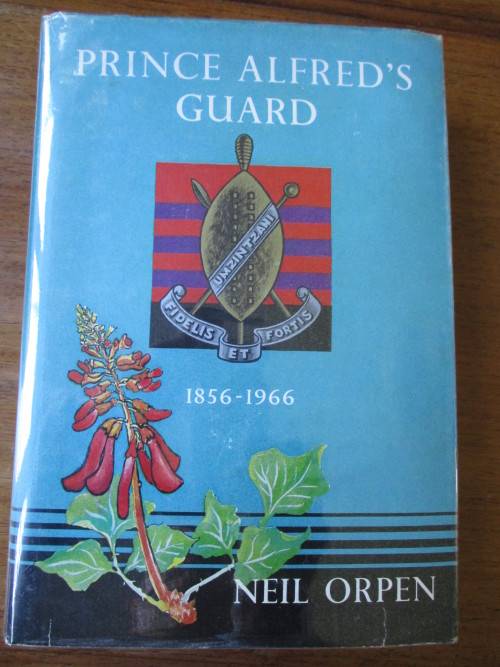 PRINCE ALFRED'S
GUARD
UMZINTZANI
FIDELIS
ET
FORTIS
1856-1966
NEIL ORPEN